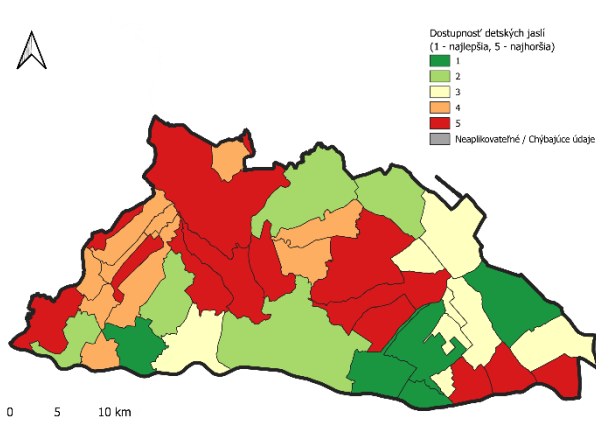 Dostupnosť detských jaslí
(1 - najlepšia, 5 - najhoršia)
1
2
3
4
5
Neaplikovateľné / Chýbajúce údaje
0 5 10 km